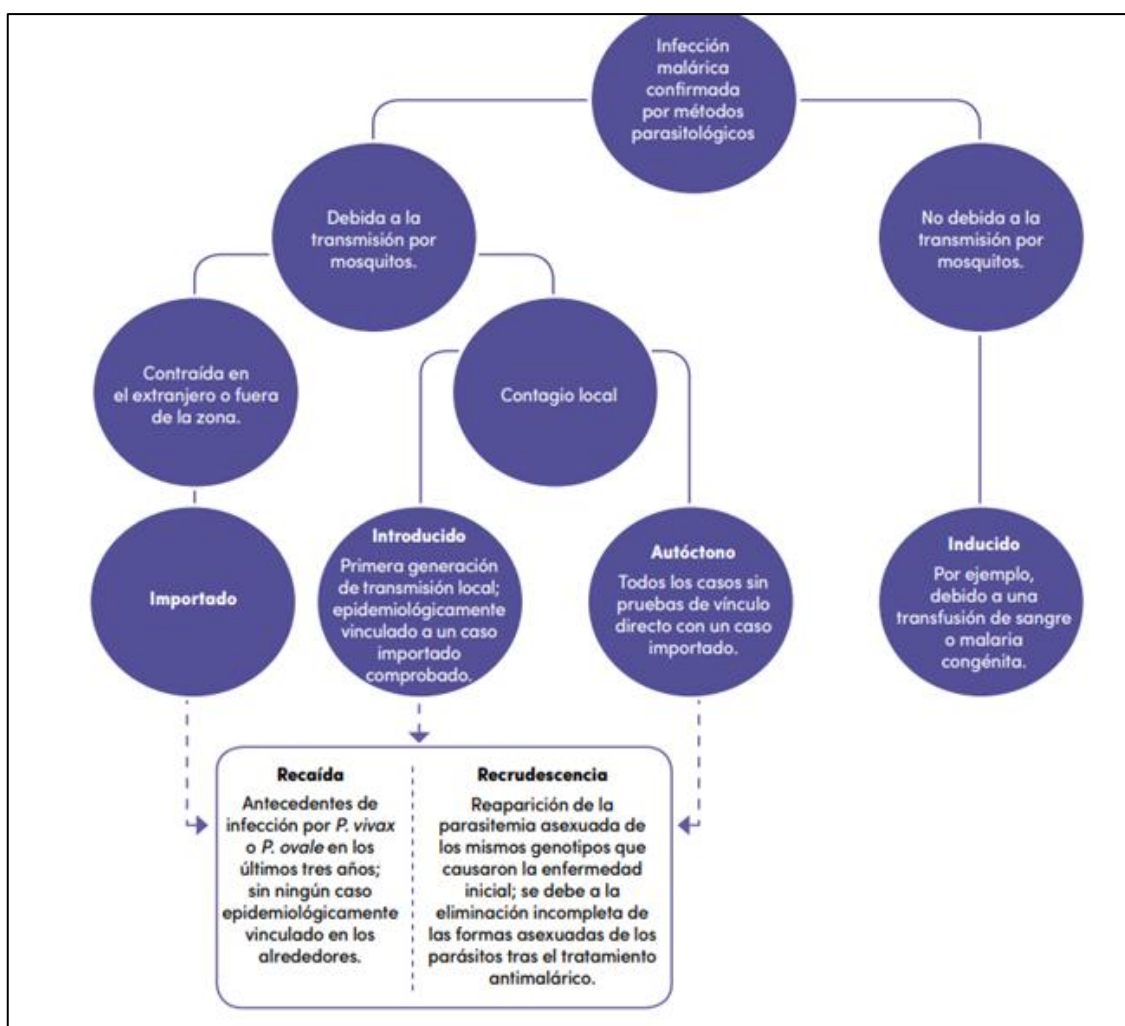 Infección
malárica
confirmada
por métodos
parasitológicos
Debida a la
transmisión por
mosquitos.
No debida a la
transmisión por
mosquitos.
Contraída en
el extranjero o fuera
de la zona.
Contagio local
Importado
Introducido
Primera generación
de transmisión local;
epidemiológicamente
vinculado a un caso
importado
comprobado.
Autóctono
Todos los casos sin
pruebas de vínculo
directo con un caso
importado.
Inducido
Por ejemplo,
debido a una
transfusión de sangre
o malaria
congénita.
Recaída
Antecedentes de
infección por P. vivax
o P. ovale en los
últimos tres años;
sin ningún caso
epidemiológicamente
vinculado en los
alrededores.
Recrudescencia
Reaparición de la
parasitemia asexuada de
los mismos genotipos que
causaron la enfermedad
inicial; se debe a la
eliminación incompleta de
las formas asexuadas de los
parásitos tras el tratamiento
antimalárico.